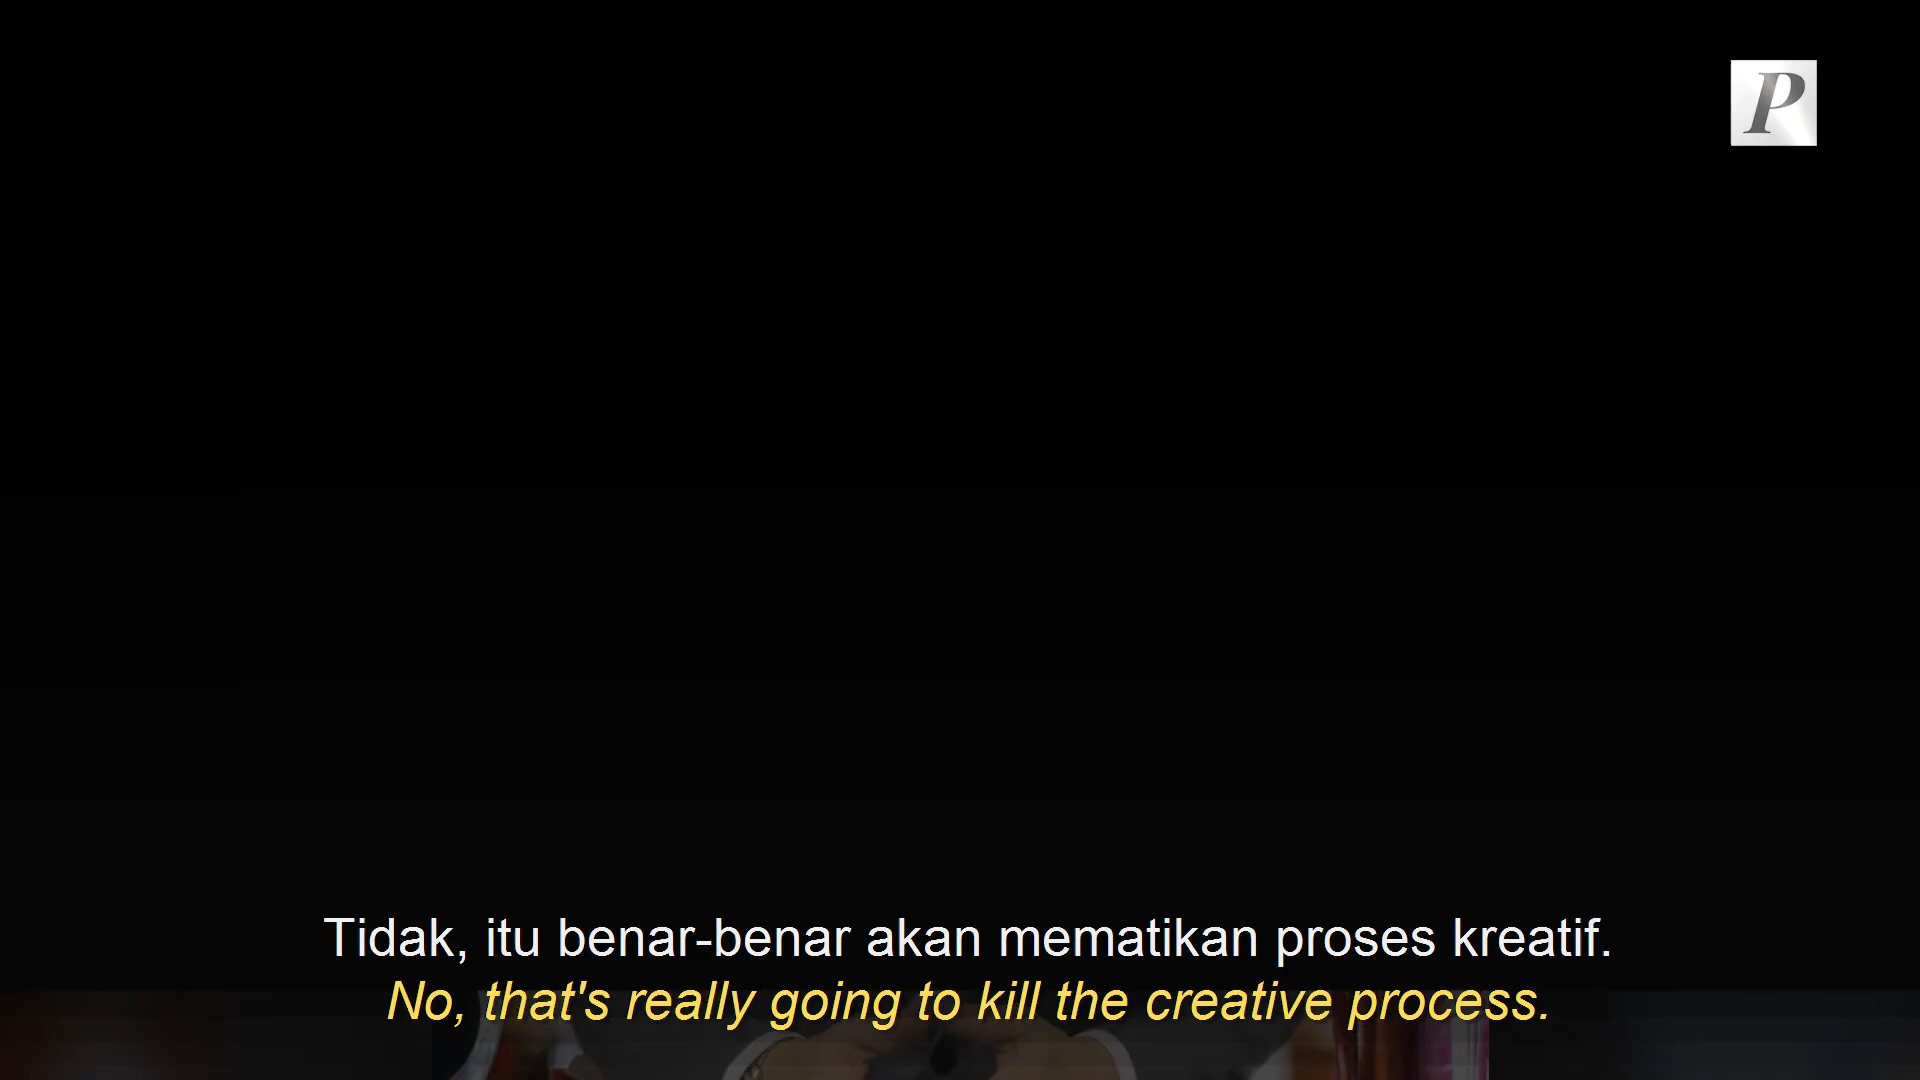 P
Tidak, itu benar-benar akan mematikan proses kreatif.
No, that's really going to kill the creative process.